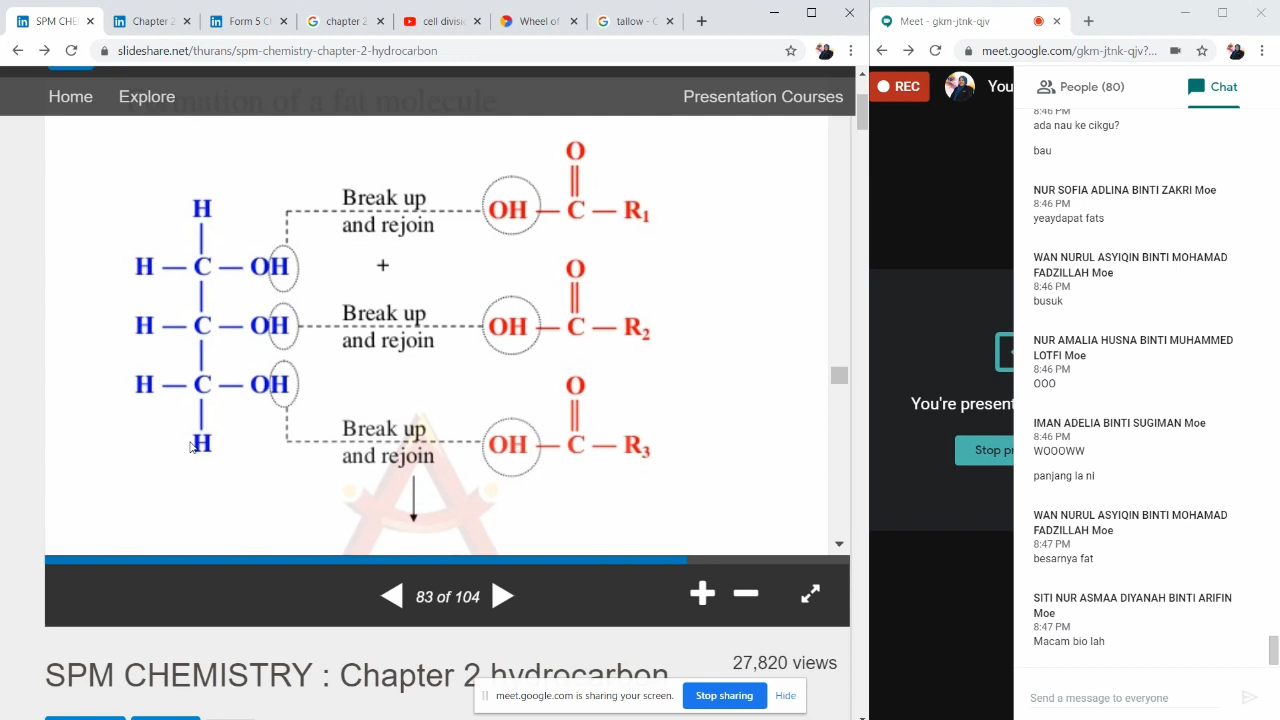 SPM CHE
Chapter 2
Form 5 C
chapter 2
cell divisi
Wheel of
tallow - G
Meet - gkm-jtnk-qjv
slideshare.net/thurans/spm-chemistry-chapter-2-hydrocarbon
meet.google.com/gkm-jtnk-qjv?...
Home
Explore
mation of a fat molecule
Presentation Courses
REC
You
People (80)
Chat
8:46 PM
ada nau ke cikgu?
bau
NUR SOFIA ADLINA BINTI ZAKRI Moe
8:46 PM
yeaydapat fats
WAN NURUL ASYIQIN BINTI MOHAMAD
FADZILLAH Moe
8:46 PM
busuk
NUR AMALIA HUSNA BINTI MUHAMMED
LOTFI Moe
8:46 PM
OOO
IMAN ADELIA BINTI SUGIMAN Moe
8:46 PM
WOOOWW
panjang la ni
WAN NURUL ASYIQIN BINTI MOHAMAD
FADZILLAH Moe
8:47 PM
besarnya fat
SITI NUR ASMAA DIYANAH BINTI ARIFIN
Moe
8:47 PM
Macam bio lah
Send a message to everyone
You're present
Stop pr
O
H
Break up
and rejoin
OH — C — R₁
H — C — OH
+
O
H — C — OH
Break up
and rejoin
OH — C — R₂
H — C — OH
O
H
Break up
and rejoin
OH — C — R₃
83 of 104
SPM CHEMISTRY : Chapter 2 hydrocarbon
27,820 views
meet.google.com is sharing your screen.
Stop sharing
Hide